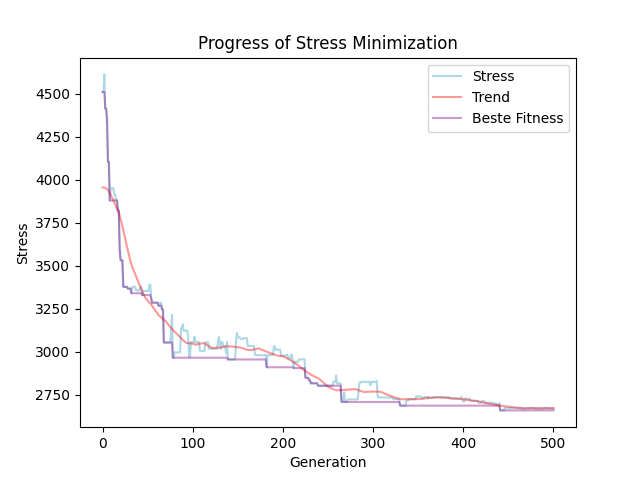 Progress of Stress Minimization
Stress
Trend
Beste Fitness
4500
4250
4000
3750
3500
3250
3000
2750
Stress
0 100 200 300 400 500
Generation